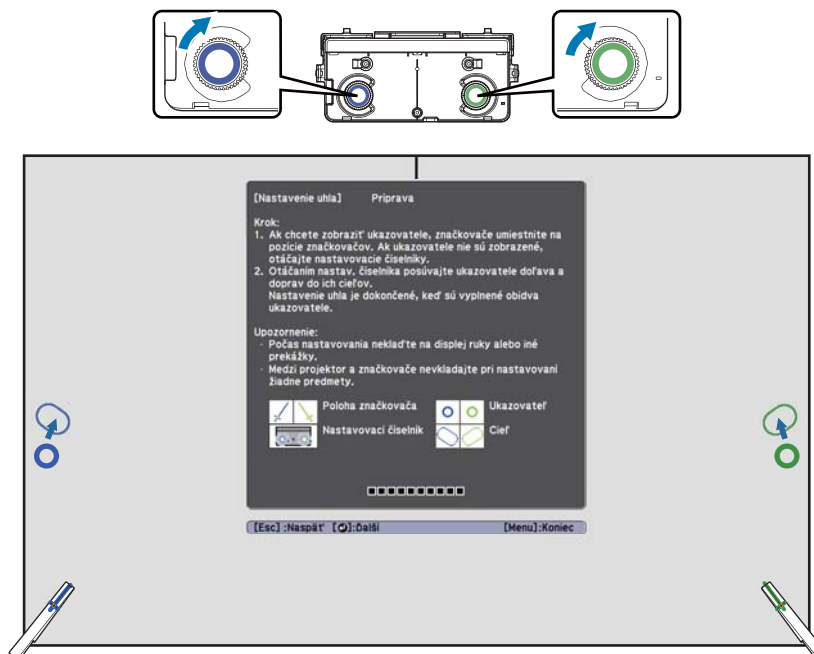 [Nastavenie uhla] Príprava
Krok:
1. Ak chcete zobraziť ukazovatele, značkovače umiestnite na
pozície značkovačov. Ak ukazovatele nie sú zobrazené,
otáčajte nastavovacie číselníky.
2. Otáčaním nastav. číselníka posúvajte ukazovatele doľava a
doprav do ich cieľov.
Nastavenie uhla je dokončené, keď sú vyplnené obidva
ukazovatele.
Upozornenie:
· Počas nastavovania neklaďte na displej ruky alebo iné
prekážky.
· Medzi projektor a značkovače nevkladajte pri nastavovaní
žiadne predmety.
Poloha značkovača Ukazovateľ
Nastavovací číselník Cieľ
[Esc] :Naspäť [⏎]:Ďalší [Menu]:Koniec